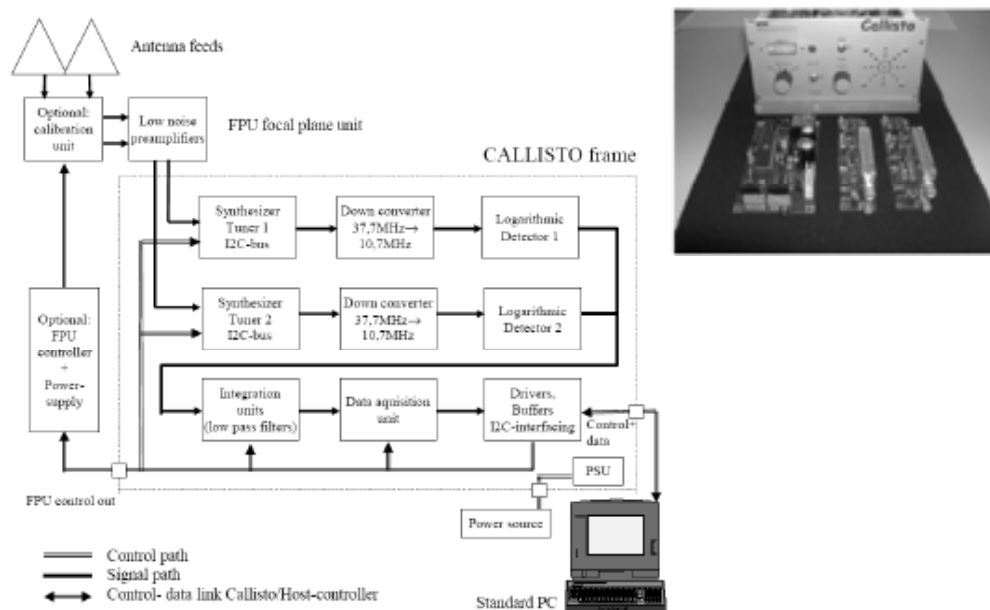 Antenna feeds
Optional:
calibration
unit
Low noise
preamplifiers
FPU focal plane unit
CALLISTO frame
Synthesizer
Tuner 1
I2C-bus
Down converter
37,7MHz→
10,7MHz
Logarithmic
Detector 1
Synthesizer
Tuner 2
I2C-bus
Down converter
37,7MHz→
10,7MHz
Logarithmic
Detector 2
Optional:
FPU
controller
+
Power-
supply
Integration
units
(low pass filters)
Data aquisition
unit
Drivers,
Buffers
I2C-interfacing
Control+
data
PSU
FPU control out
Power source
Control path
Signal path
Control- data link Callisto/Host-controller
Standard PC
Callisto